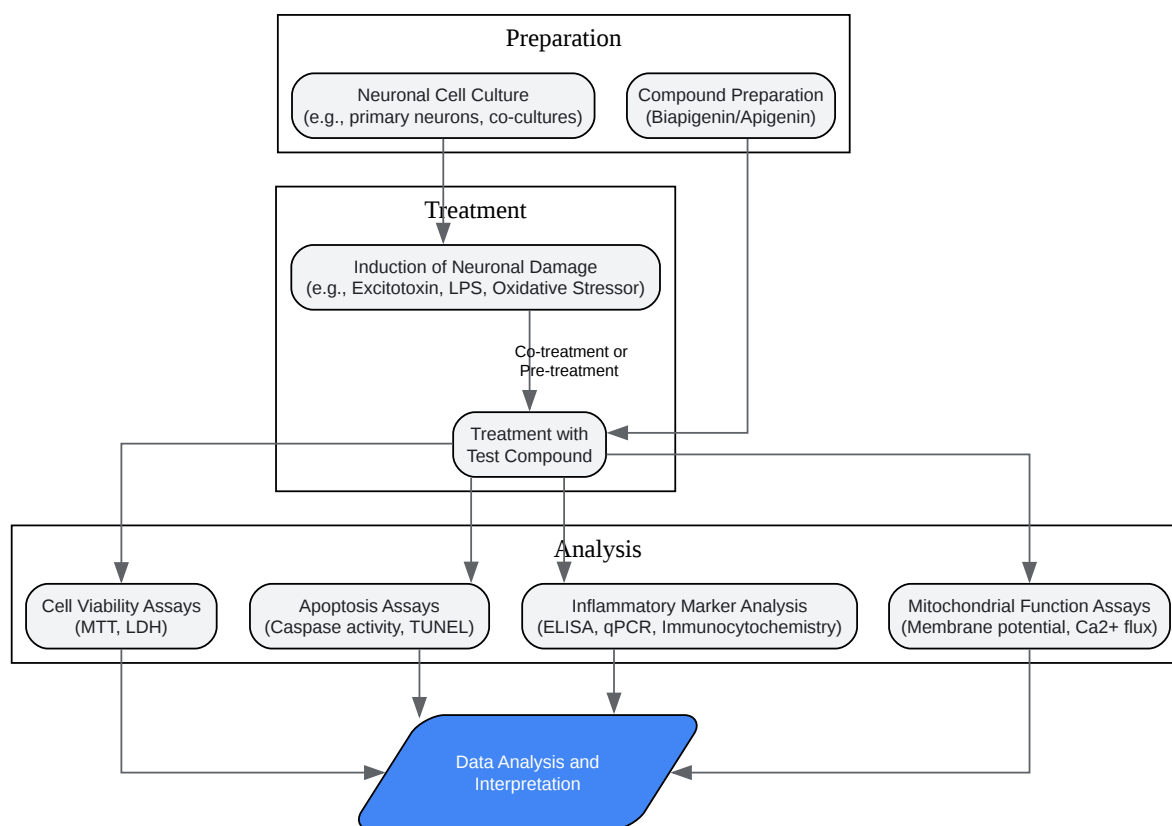 Preparation
Neuronal Cell Culture
(e.g., primary neurons, co-cultures)
Compound Preparation
(Biapigenin/Apigenin)
Treatment
Induction of Neuronal Damage
(e.g., Excitotoxin, LPS, Oxidative Stressor)
Co-treatment or
Pre-treatment
Treatment with
Test Compound
Analysis
Cell Viability Assays
(MTT, LDH)
Apoptosis Assays
(Caspase activity, TUNEL)
Inflammatory Marker Analysis
(ELISA, qPCR, Immunocytochemistry)
Mitochondrial Function Assays
(Membrane potential, Ca2+ flux)
Data Analysis and
Interpretation